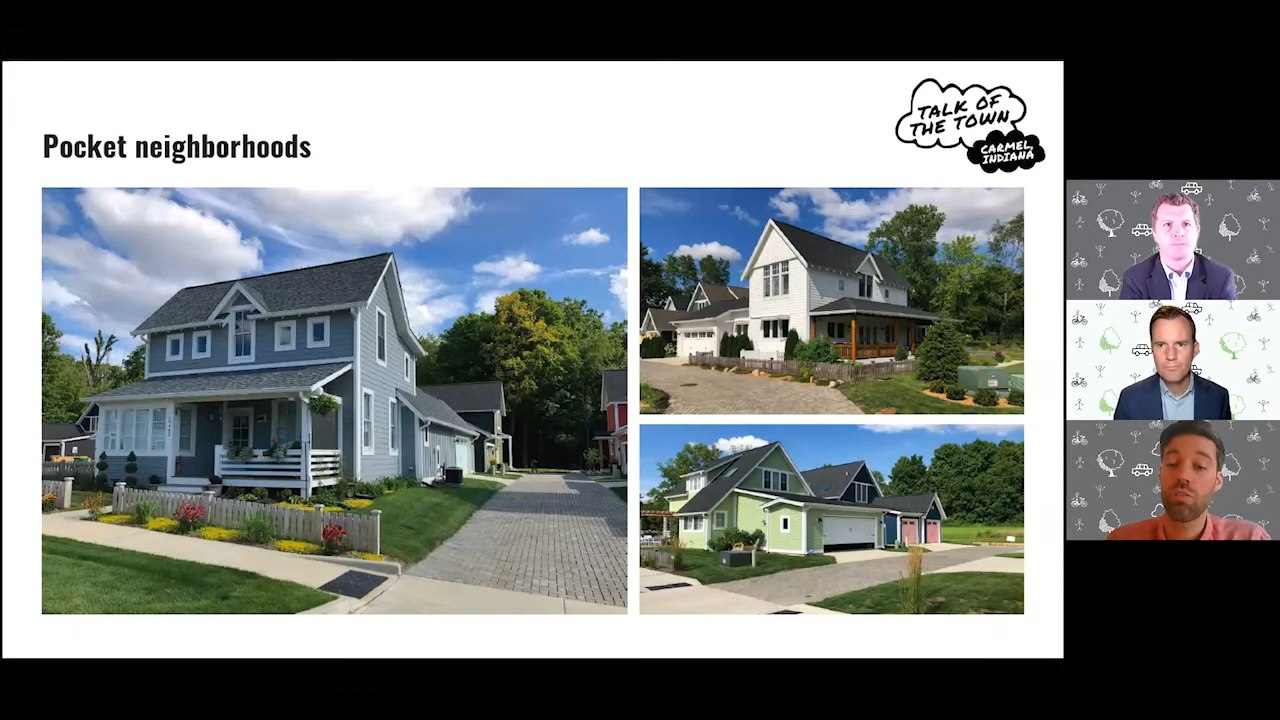 Pocket neighborhoods
TALK OF
THE TOWN
CARMEL,
INDIANA